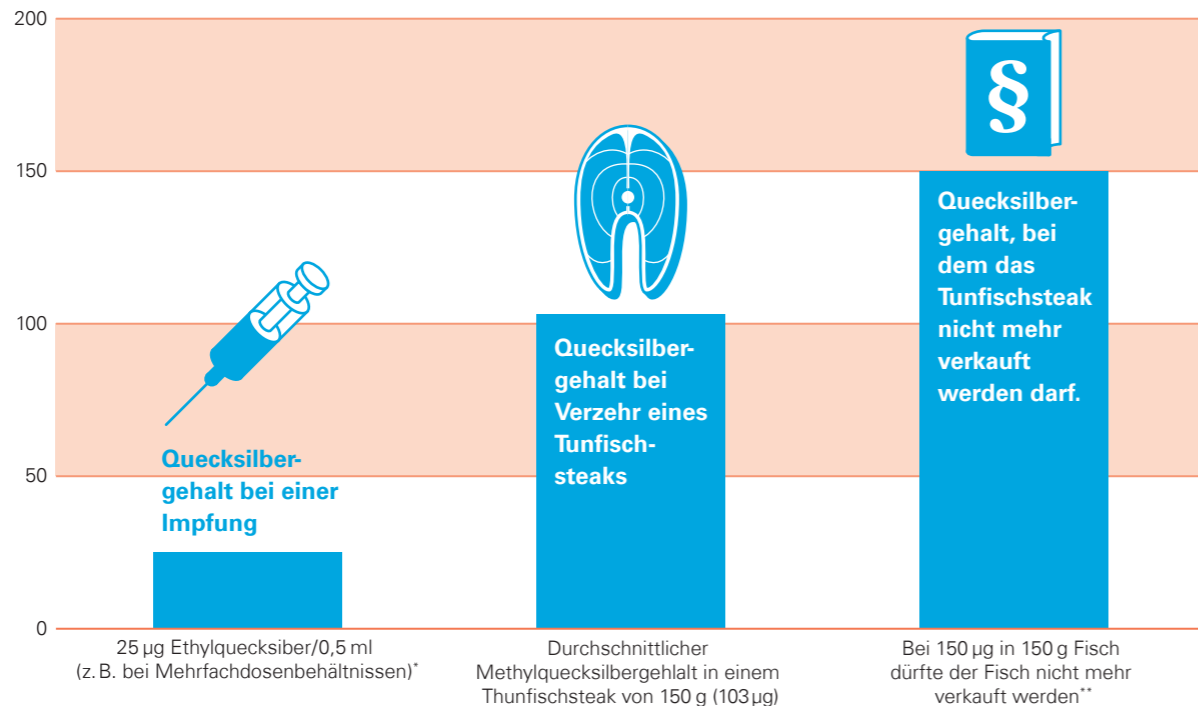 200
150
100
50
0
§
Quecksilber-
gehalt bei einer
Impfung
Quecksilber-
gehalt bei
Verzehr eines
Tunfisch-
steaks
Quecksilber-
gehalt, bei
dem das
Tunfischsteak
nicht mehr
verkauft
werden darf.
25 µg Ethylquecksiber/0,5 ml
(z. B. bei Mehrfachdosenbehältnissen)*
Durchschnittlicher
Methylquecksilbergehlalt in einem
Thunfischsteak von 150 g (103 µg)
Bei 150 µg in 150 g Fisch
dürfte der Fisch nicht mehr
verkauft werden**